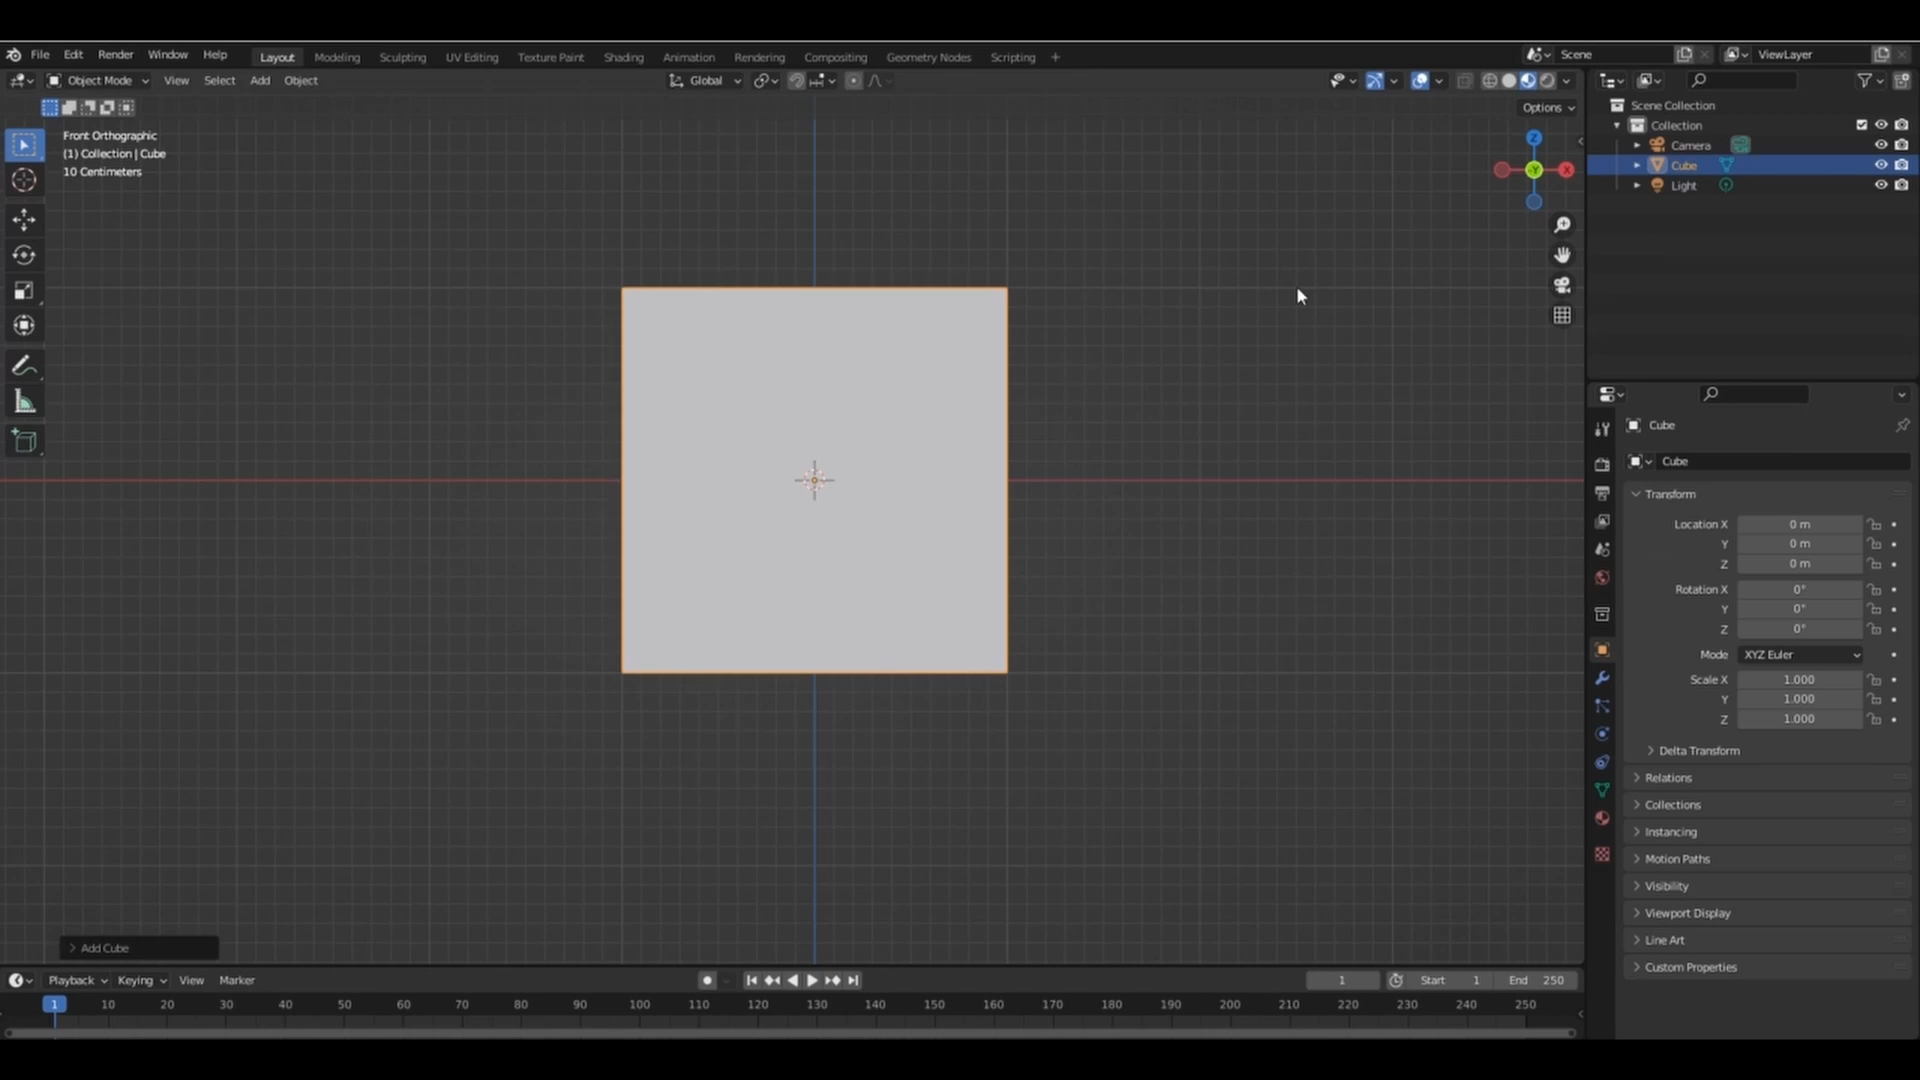 File Edit Render Window Help Layout Modeling Sculpting UV Editing Texture Paint Shading Animation Rendering Compositing Geometry Nodes Scripting + Scene ViewLayer
Object Mode View Select Add Object Global
Options
Front Orthographic
(1) Collection | Cube
10 Centimeters
Z
-Y
X
Scene Collection
Collection
Camera
Cube
Light
Cube
Cube
Transform
Location X 0 m
Y 0 m
Z 0 m
Rotation X 0°
Y 0°
Z 0°
Mode XYZ Euler
Scale X 1.000
Y 1.000
Z 1.000
Delta Transform
Relations
Collections
Instancing
Motion Paths
Visibility
Viewport Display
Line Art
Custom Properties
Add Cube
Playback Keying View Marker 1 Start 1 End 250
1 10 20 30 40 50 60 70 80 90 100 110 120 130 140 150 160 170 180 190 200 210 220 230 240 250